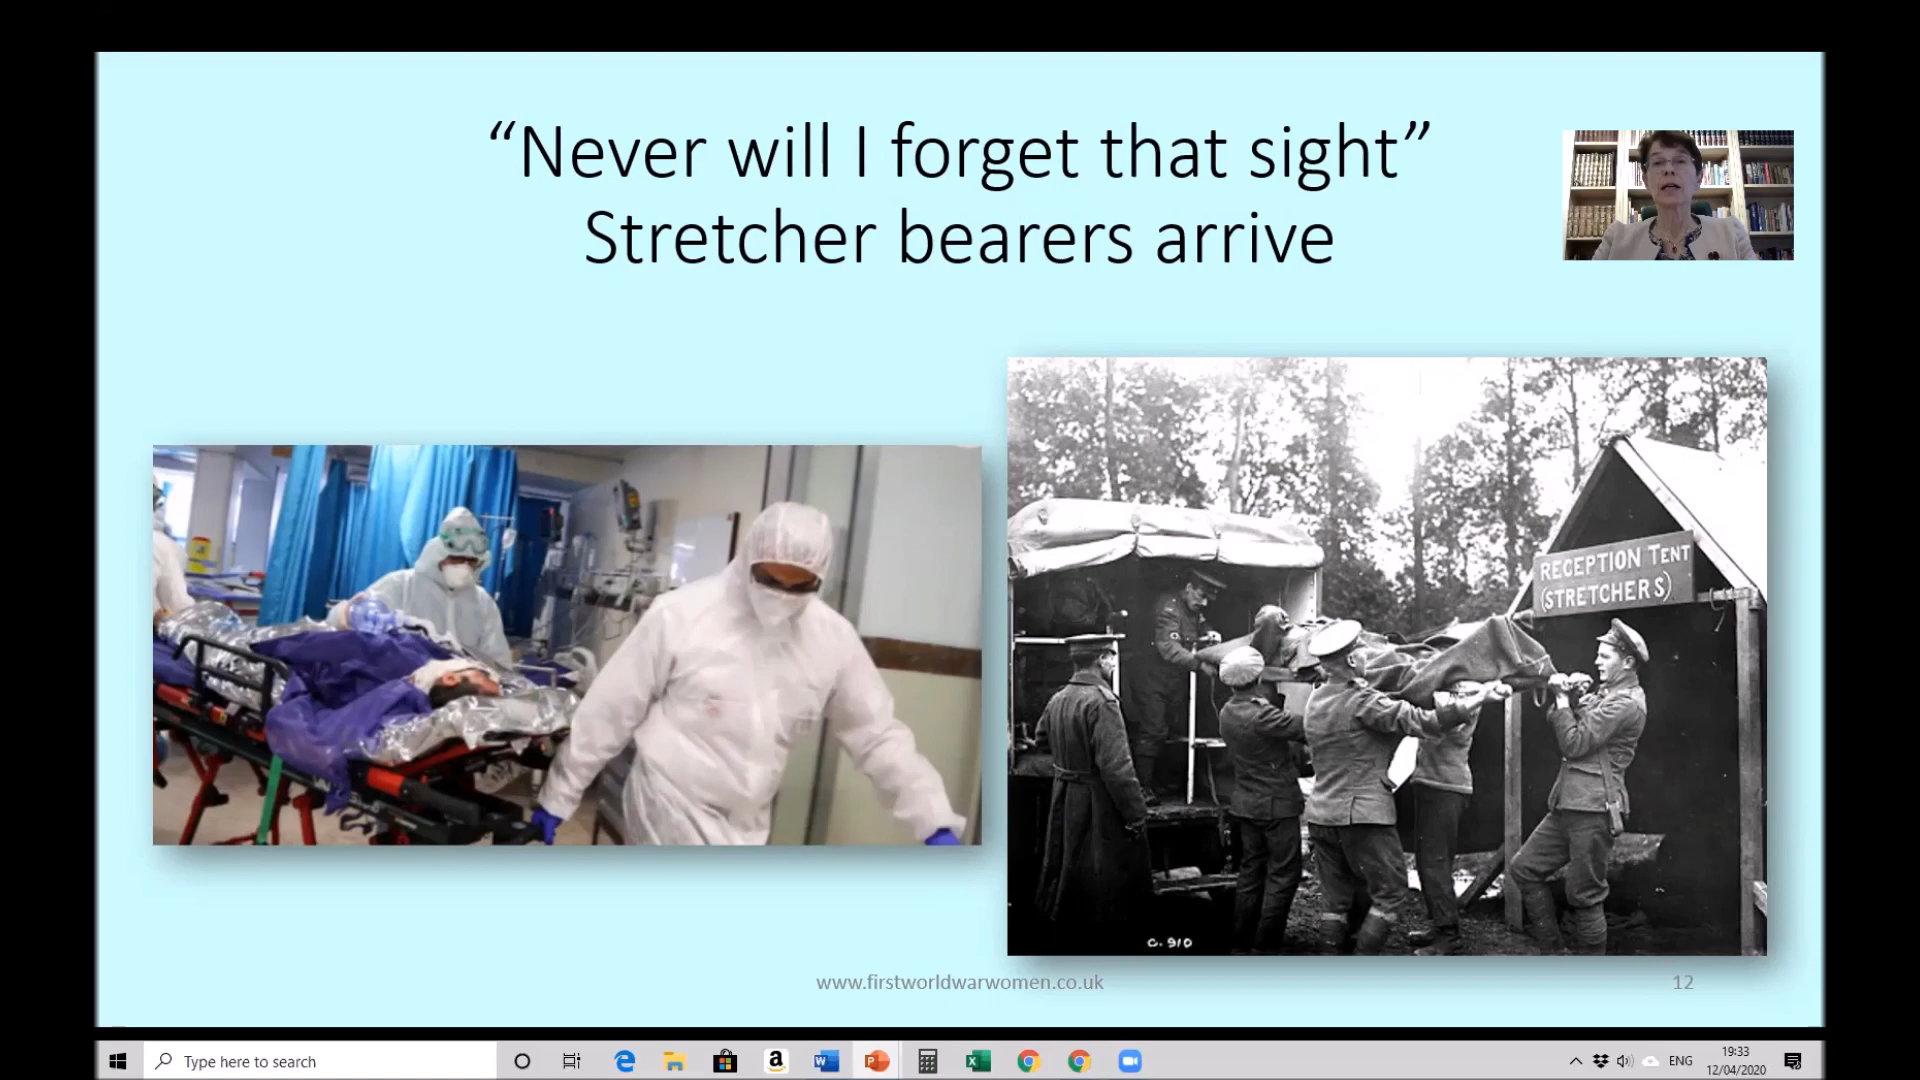 “Never will I forget that sight”
Stretcher bearers arrive
RECEPTION TENT
(STRETCHERS)
C. 910
www.firstworldwarwomen.co.uk
12
Type here to search
ENG
19:33
12/04/2020